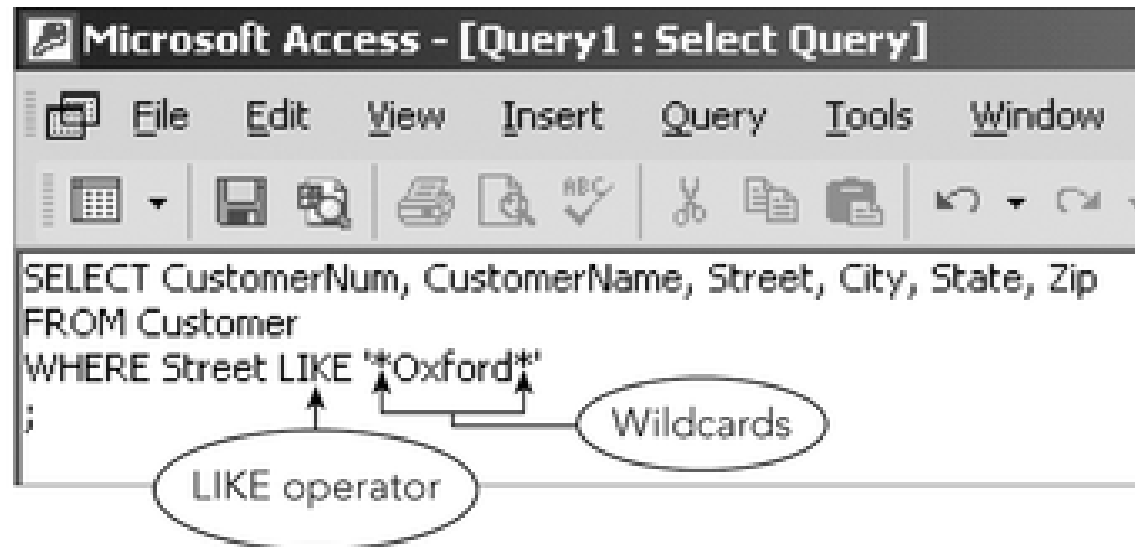 Microsoft Access - [Query1 : Select Query]
File Edit View Insert Query Tools Window
ABC
SELECT CustomerNum, CustomerName, Street, City, State, Zip
FROM Customer
WHERE Street LIKE '*Oxford*'
;
Wildcards
LIKE operator